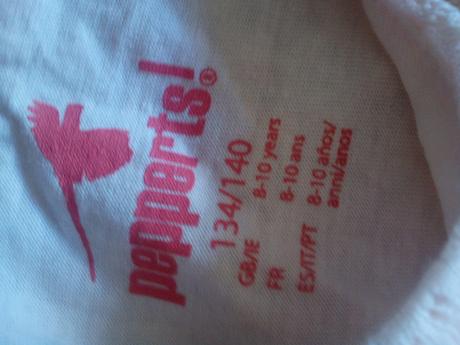 pepperts!®
134/140
GB/IE 8-10 years
FR 8-10 ans
ES/IT/PT 8-10 años/
anni/anos